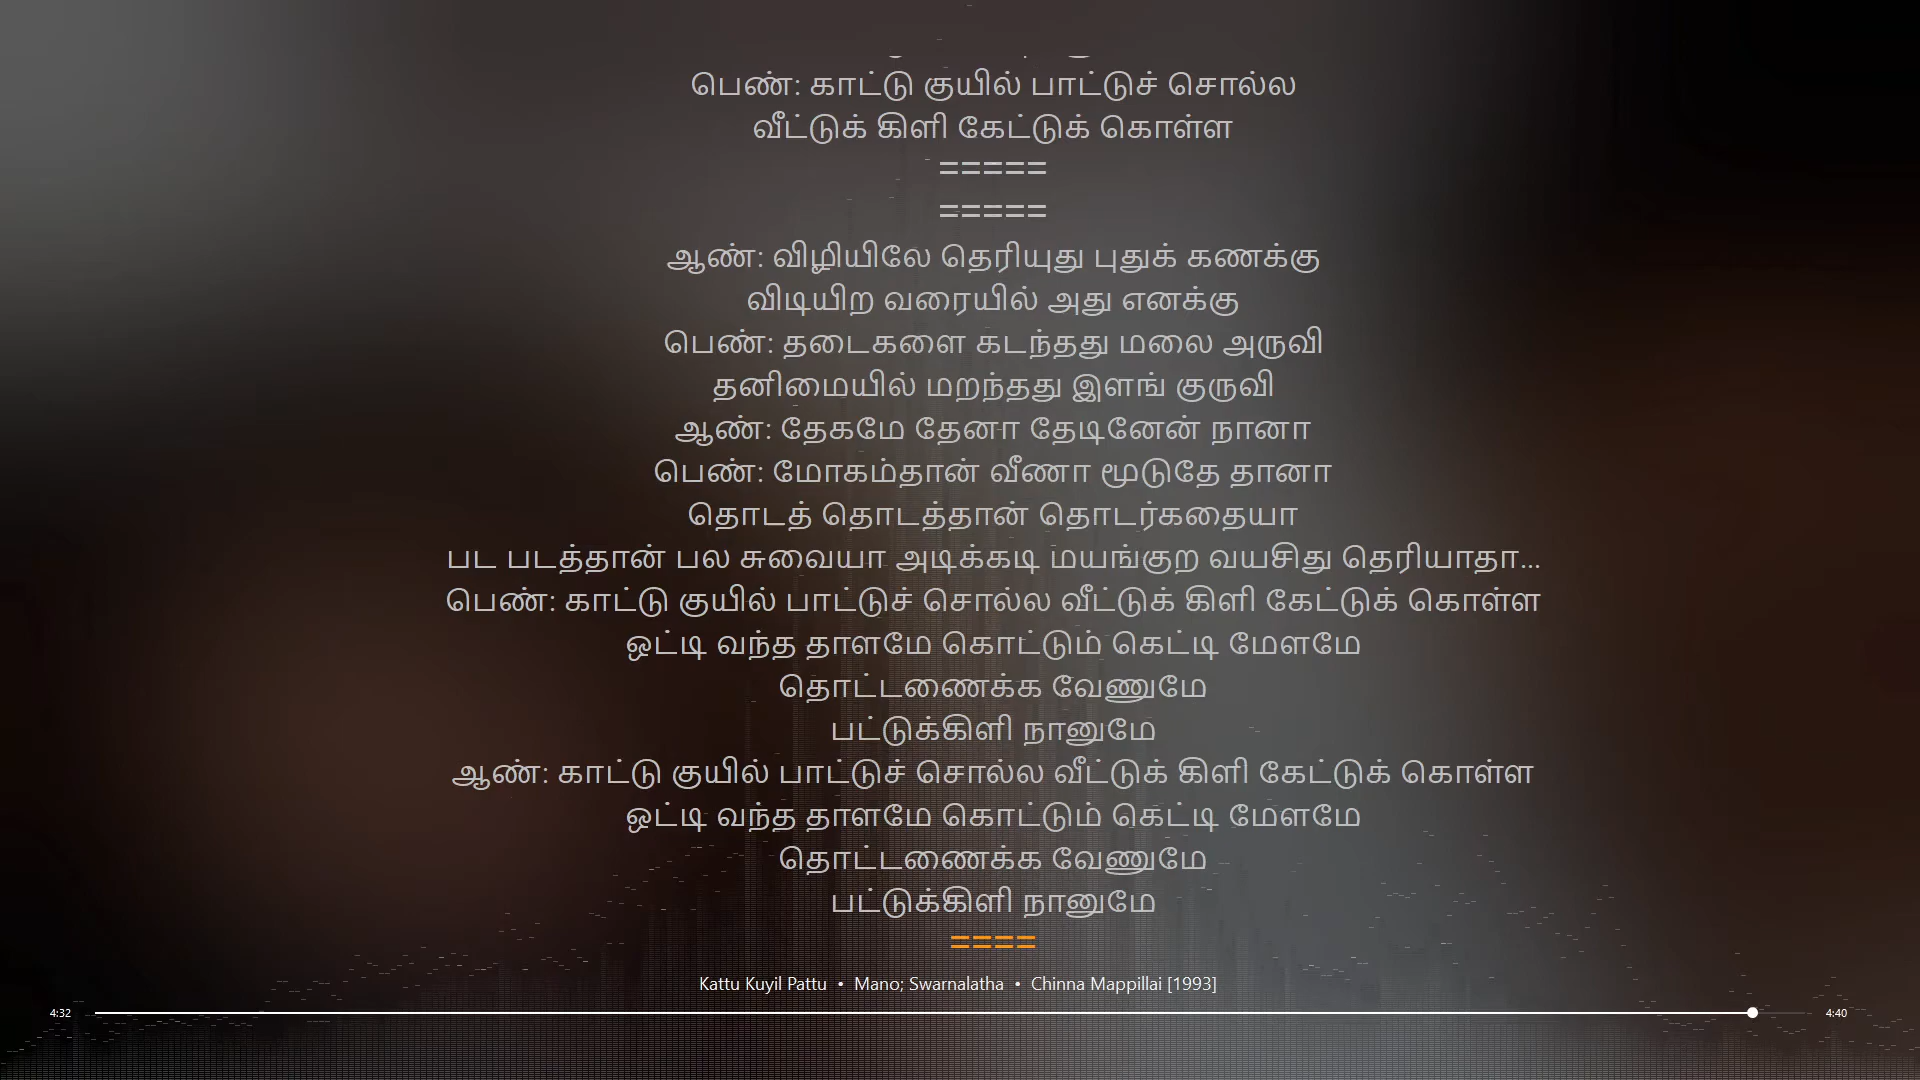 பெண்: காட்டு குயில் பாட்டுச் சொல்ல
வீட்டுக் கிளி கேட்டுக் கொள்ள
=====
=====
ஆண்: விழியிலே தெரியுது புதுக் கணக்கு
விடியிற வரையில் அது எனக்கு
பெண்: தடைகளை கடந்தது மலை அருவி
தனிமையில் மறந்தது இளங் குருவி
ஆண்: தேகமே தேனா தேடினேன் நானா
பெண்: மோகம்தான் வீணா மூடுதே தானா
தொடத் தொடத்தான் தொடர்கதையா
பட படத்தான் பல சுவையா அடிக்கடி மயங்குற வயசிது தெரியாதா...
பெண்: காட்டு குயில் பாட்டுச் சொல்ல வீட்டுக் கிளி கேட்டுக் கொள்ள
ஒட்டி வந்த தாளமே கொட்டும் கெட்டி மேளமே
தொட்டணைக்க வேணுமே
பட்டுக்கிளி நானுமே
ஆண்: காட்டு குயில் பாட்டுச் சொல்ல வீட்டுக் கிளி கேட்டுக் கொள்ள
ஒட்டி வந்த தாளமே கொட்டும் கெட்டி மேளமே
தொட்டணைக்க வேணுமே
பட்டுக்கிளி நானுமே
====
Kattu Kuyil Pattu • Mano; Swarnalatha • Chinna Mappillai [1993]
4:32 4:40